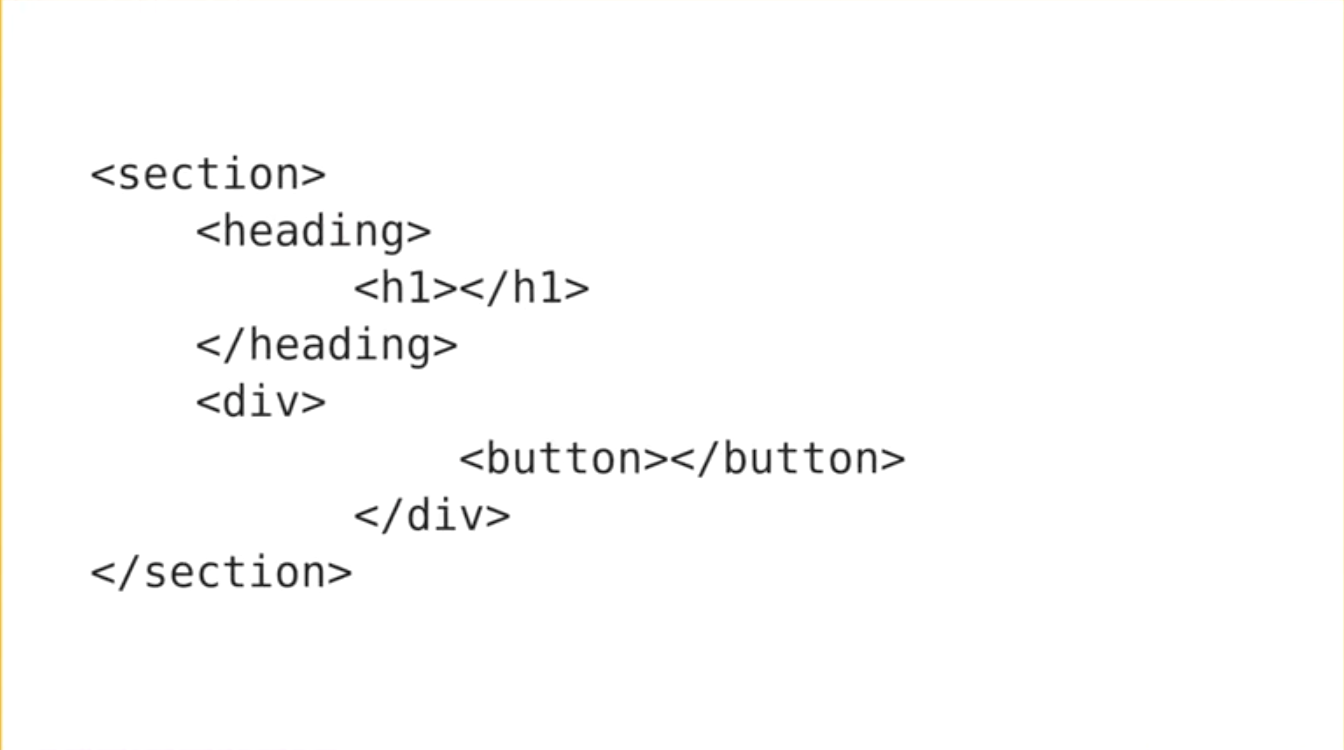 <section>
    <heading>
          <h1></h1>
    </heading>
    <div>
              <button></button>
          </div>
</section>